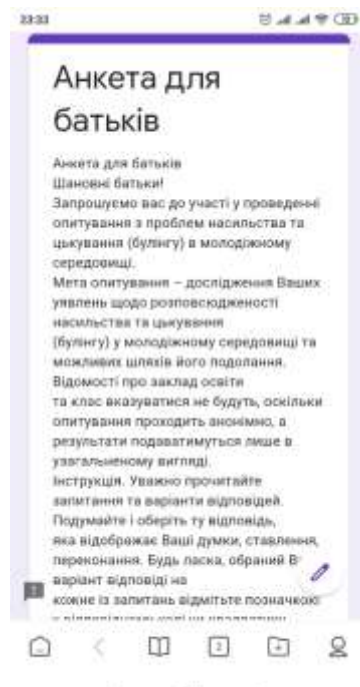 23:33
Анкета для
батьків
Анкета для батьків
Шановні батьки!
Запрошуємо вас до участі у проведенні
опитування з проблем насильства та
цькування (булінгу) в молодіжному
середовищі.
Мета опитування – дослідження Ваших
уявлень щодо розповсюдженості
насильства та цькування
(булінгу) у молодіжному середовищі та
можливих шляхів його подолання.
Відомості про заклад освіти
та клас вказуватися не будуть, оскільки
опитування проходить анонімно, а
результати подаватимуться лише в
узагальненому вигляді.
Інструкція. Уважно прочитайте
запитання та варіанти відповідей.
Подумайте і оберіть ту відповідь,
яка відображає Ваші думки, ставлення,
переконання. Будь ласка, обраний В
варіант відповіді на
кожне із запитань відмітьте позначкою